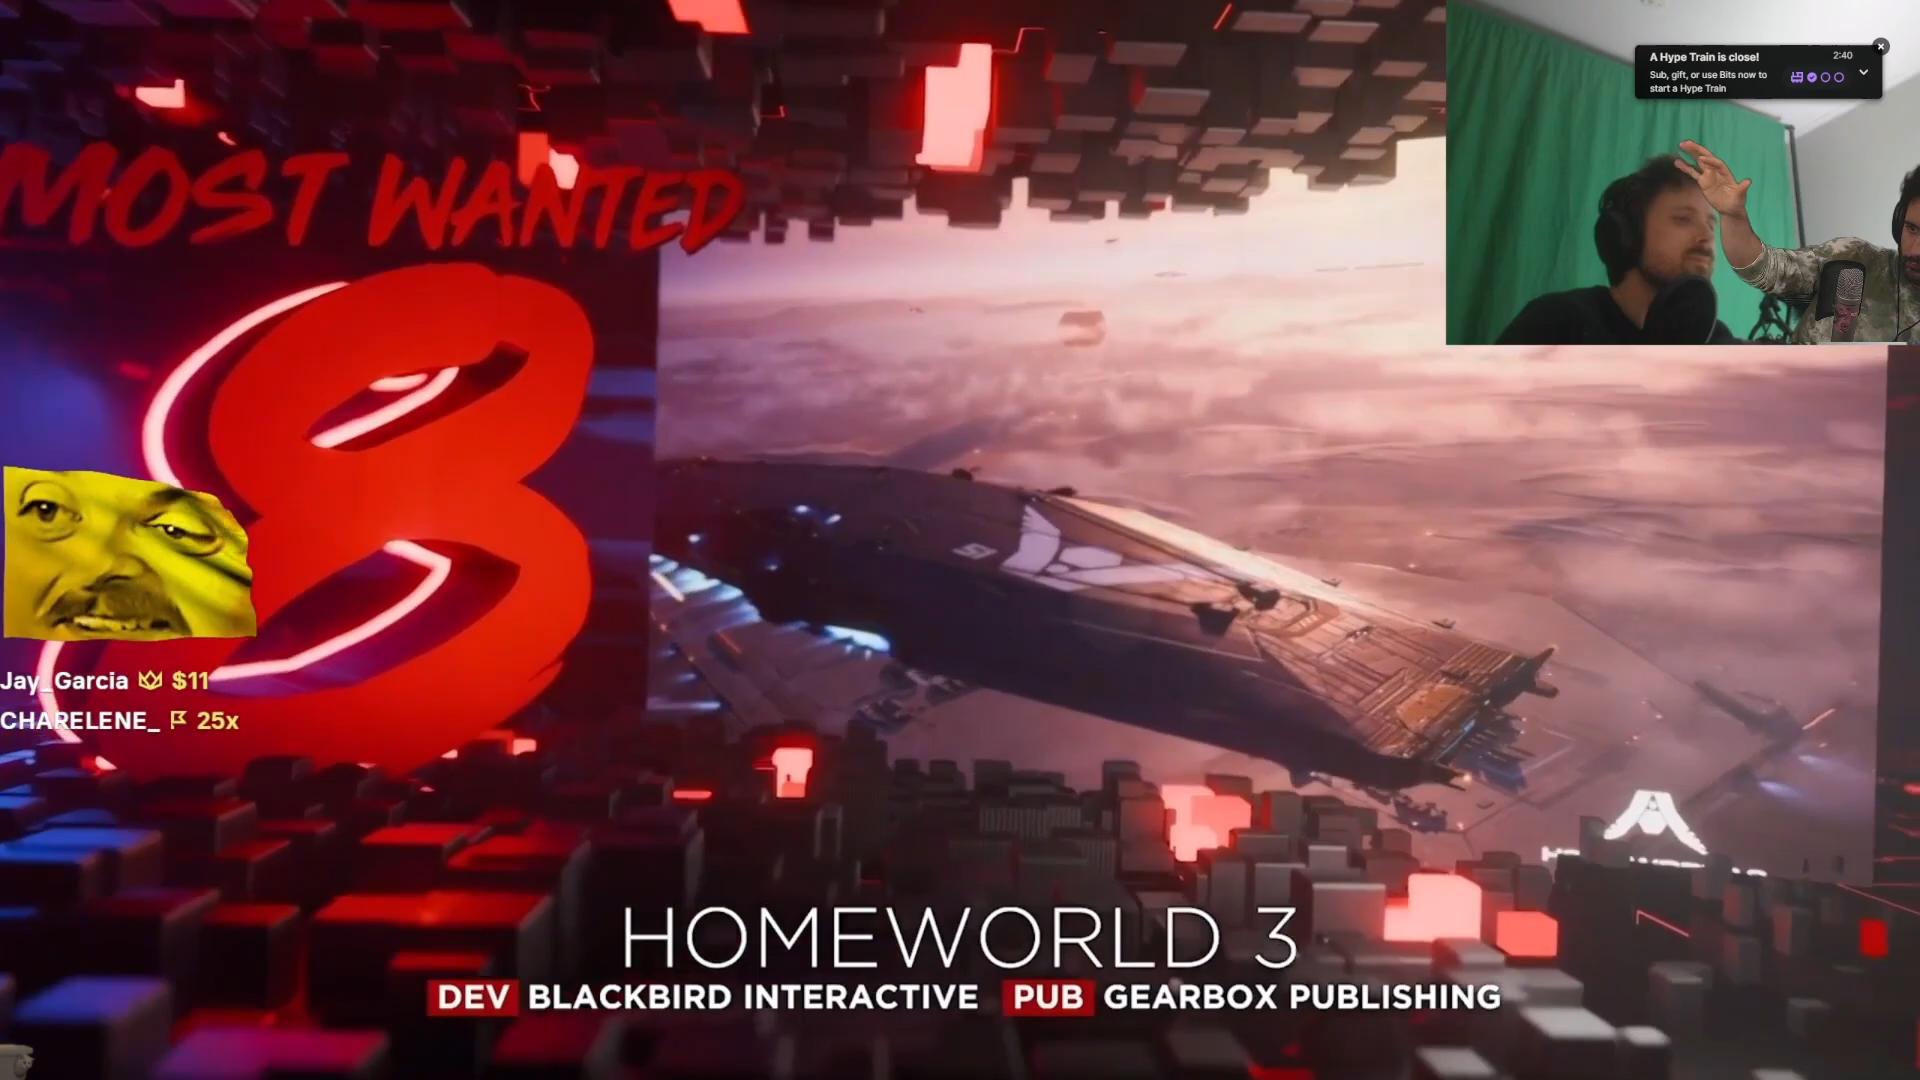 A Hype Train is close!
2:40
Sub, gift, or use Bits now to
start a Hype Train
MOST WANTED
8
51
Jay_Garcia $11
CHARELENE_ 25x
HOMEWORLD 3
DEV BLACKBIRD INTERACTIVE PUB GEARBOX PUBLISHING